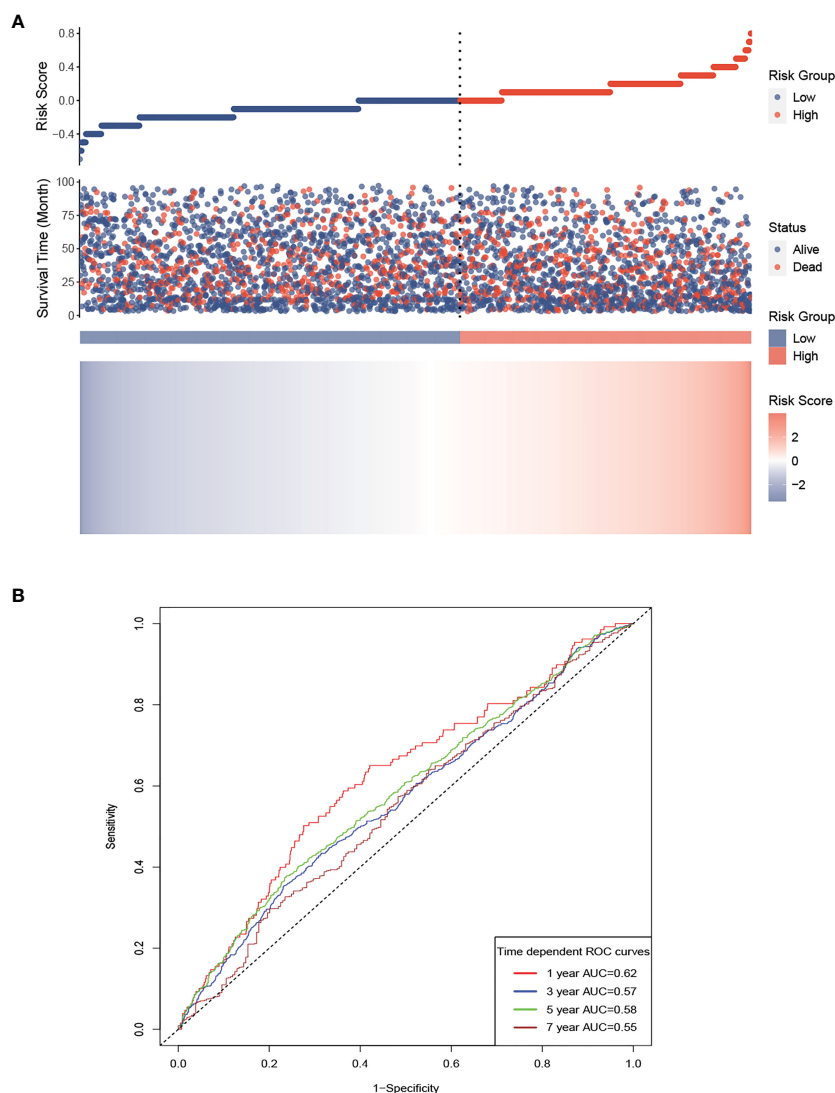 A
Risk Score
0.8
0.4
0.0
−0.4
Risk Group
Low
High
Survival Time (Month)
100
75
50
25
0
Status
Alive
Dead
Risk Group
Low
High
Risk Score
2
0
−2
B
Sensitivity
1.0
0.8
0.6
0.4
0.2
0.0
Time dependent ROC curves
1 year AUC=0.62
3 year AUC=0.57
5 year AUC=0.58
7 year AUC=0.55
0.0 0.2 0.4 0.6 0.8 1.0
1−Specificity